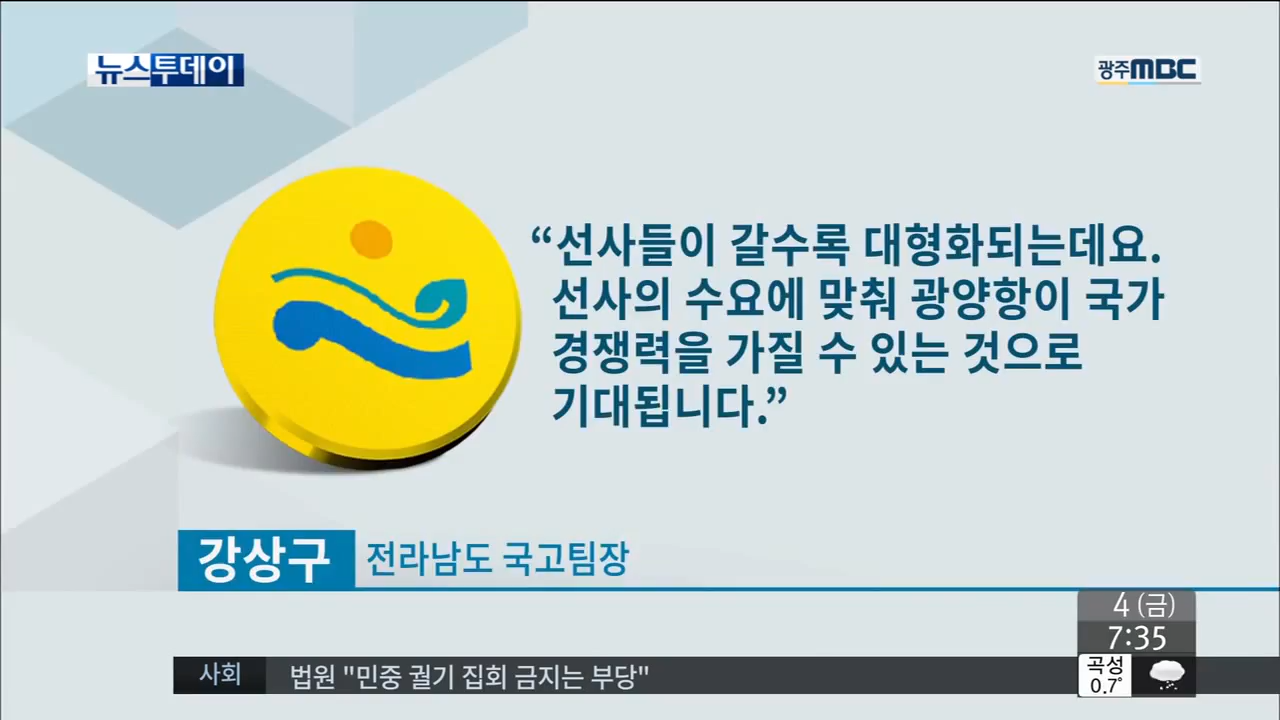 뉴스투데이
광주MBC
“선사들이 갈수록 대형화되는데요.
선사의 수요에 맞춰 광양항이 국가
경쟁력을 가질 수 있는 것으로
기대됩니다.”
강상구 전라남도 국고팀장
4 (금)
7:35
사회 법원 "민중 궐기 집회 금지는 부당"
곡성
0.7°